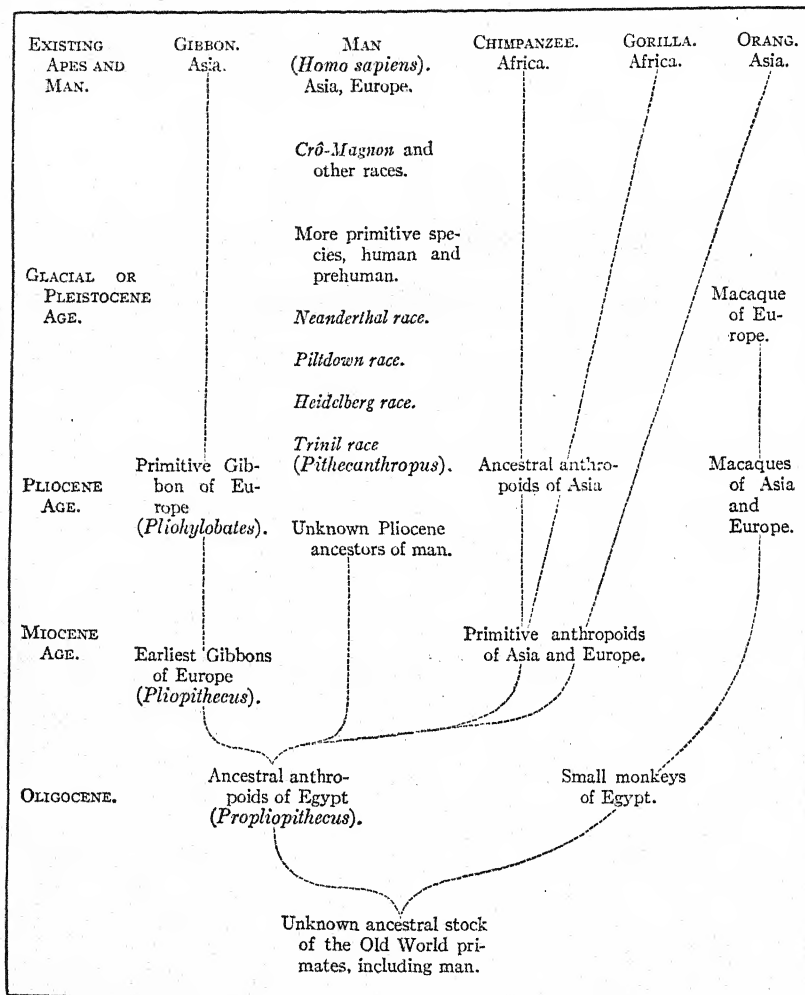 EXISTING APES AND MAN.
GIBBON.
Asia.
MAN
(Homo sapiens).
Asia, Europe.
CHIMPANZEE.
Africa.
GORILLA.
Africa.
ORANG.
Asia.
Crô-Magnon and
other races.
More primitive spe-
cies, human and
prehuman.
GLACIAL OR
PLEISTOCENE
AGE.
Neanderthal race.
Piltdown race.
Heidelberg race.
Trinil race
(Pithecanthropus).
Macaque
of Eu-
rope.
PLIOCENE
AGE.
Primitive Gib-
bon of Eu-
rope
(Pliohylobates).
Unknown Pliocene
ancestors of man.
Ancestral anthro-
poids of Asia
Macaques
of Asia
and
Europe.
MIOCENE
AGE.
Earliest Gibbons
of Europe
(Pliopithecus).
Primitive anthropoids
of Asia and Europe.
OLIGOCENE.
Ancestral anthro-
poids of Egypt
(Propliopithecus).
Small monkeys
of Egypt.
Unknown ancestral stock
of the Old World pri-
mates, including man.